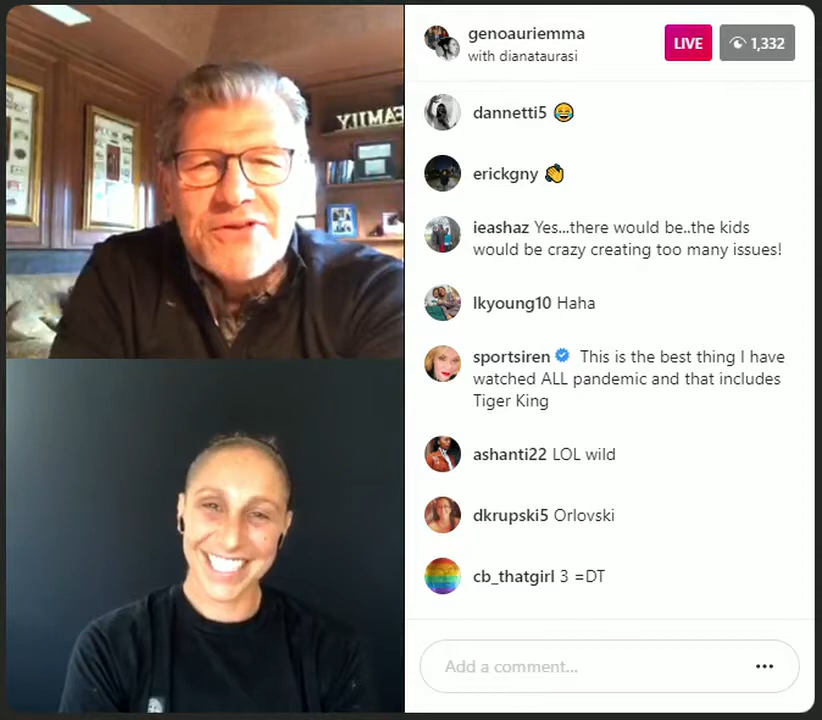 FAMILY
genoauriemma
with dianataurasi
LIVE
1,332
dannetti5 😂
erickgny 👏
ieashaz Yes...there would be..the kids
would be crazy creating too many issues!
lkyoung10 Haha
sportsiren This is the best thing I have
watched ALL pandemic and that includes
Tiger King
ashanti22 LOL wild
dkrupski5 Orlovski
cb_thatgirl 3 =DT
Add a comment...